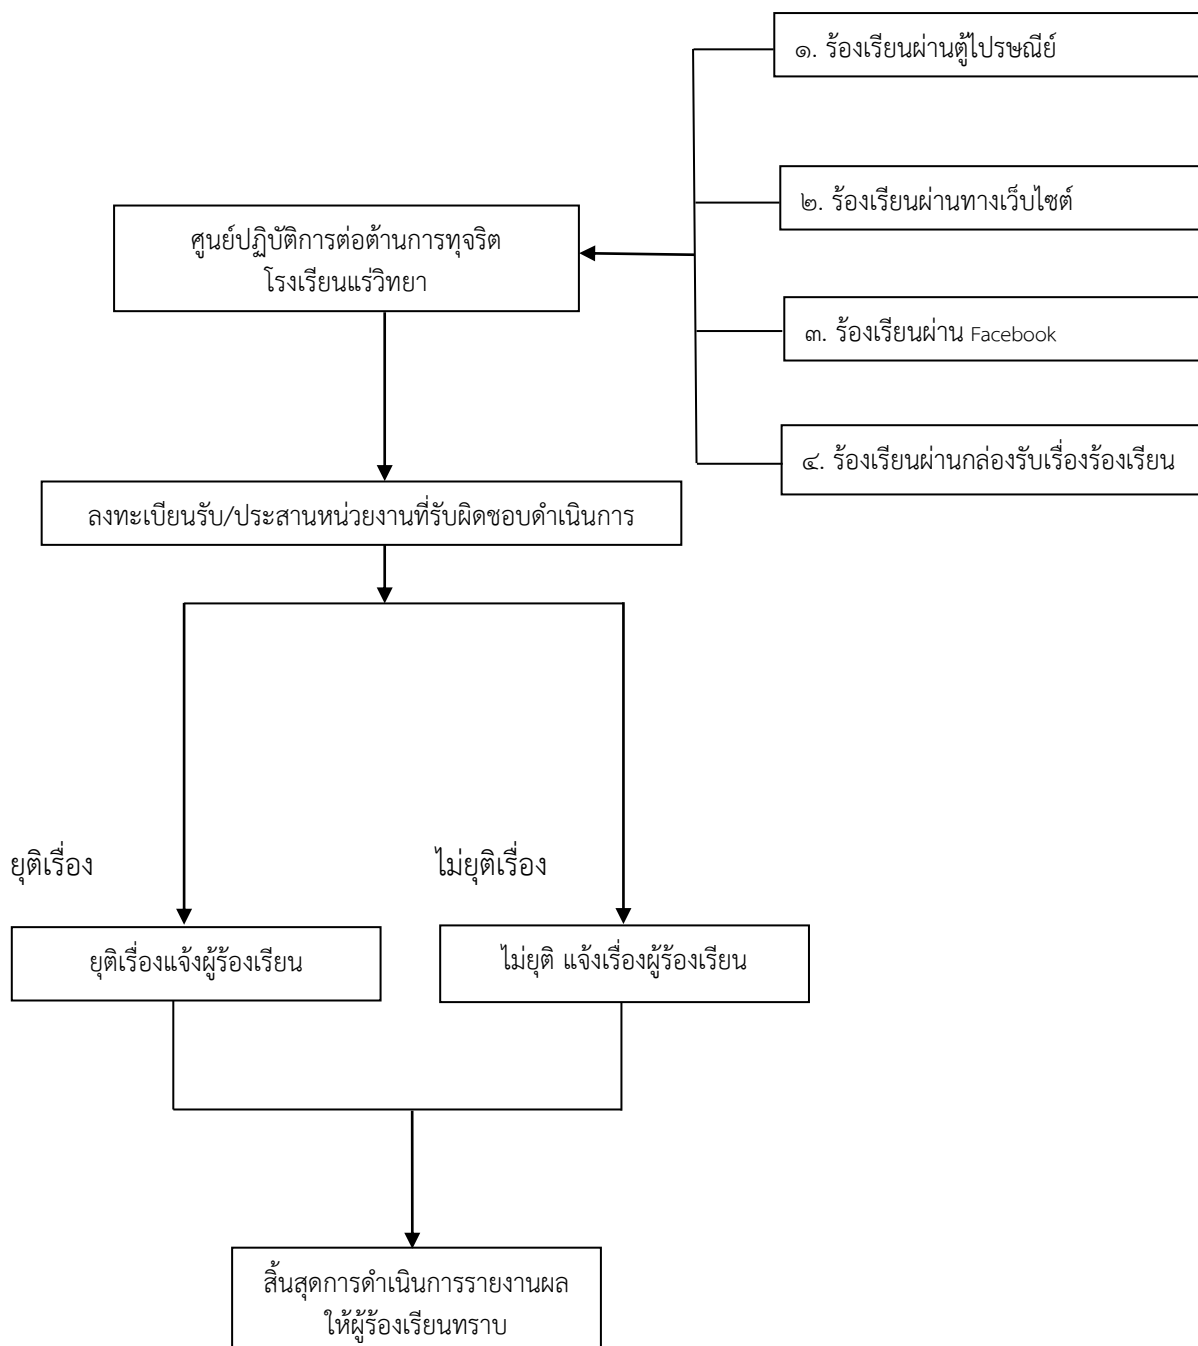 ๑. ร้องเรียนผ่านตู้ไปรษณีย์
๒. ร้องเรียนผ่านทางเว็บไซต์
ศูนย์ปฏิบัติการต่อต้านการทุจริต
โรงเรียนแร่วิทยา
๓. ร้องเรียนผ่าน Facebook
๔. ร้องเรียนผ่านกล่องรับเรื่องร้องเรียน
ลงทะเบียนรับ/ประสานหน่วยงานที่รับผิดชอบดำเนินการ
ยุติเรื่อง
ไม่ยุติเรื่อง
ยุติเรื่องแจ้งผู้ร้องเรียน
ไม่ยุติ แจ้งเรื่องผู้ร้องเรียน
สิ้นสุดการดำเนินการรายงานผล
ให้ผู้ร้องเรียนทราบ